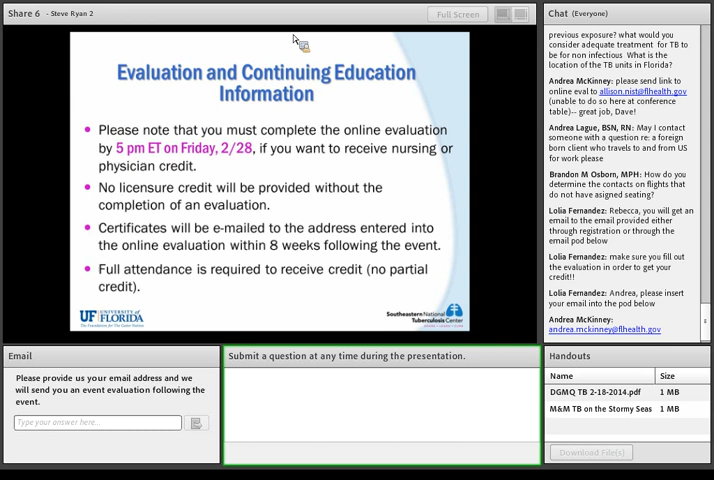 Share 6 - Steve Ryan 2
Full Screen
Evaluation and Continuing Education
Information
Please note that you must complete the online evaluation
by 5 pm ET on Friday, 2/28, if you want to receive nursing or
physician credit.
No licensure credit will be provided without the
completion of an evaluation.
Certificates will be e-mailed to the address entered into
the online evaluation within 8 weeks following the event.
Full attendance is required to receive credit (no partial
credit).
UF UNIVERSITY of
FLORIDA
The Foundation for The Gator Nation
Southeastern National
Tuberculosis Center
Chat (Everyone)
previous exposure? what would you
consider adequate treatment for TB to
be for non infectious What is the
location of the TB units in Florida?
Andrea McKinney: please send link to
online eval to allison.nist@flhealth.gov
(unable to do so here at conference
table)-- great job, Dave!
Andrea Lague, BSN, RN: May I contact
someone with a question re: a foreign
born client who travels to and from US
for work please
Brandon M Osborn, MPH: How do you
determine the contacts on flights that
do not have asigned seating?
Lolia Fernandez: Rebecca, you will get an
email to the email provided either
through registration or through the
email pod below
Lolia Fernandez: make sure you fill out
the evaluation in order to get your
credit!!
Lolia Fernandez: Andrea, please insert
your email into the pod below
Andrea McKinney:
andrea.mckinney@flhealth.gov
Email
Please provide us your email address and we
will send you an event evaluation following the
event.
Type your answer here...
Submit a question at any time during the presentation.
Handouts
Name Size
DGMQ TB 2-18-2014.pdf 1 MB
M&M TB on the Stormy Seas 1 MB
Download File(s)